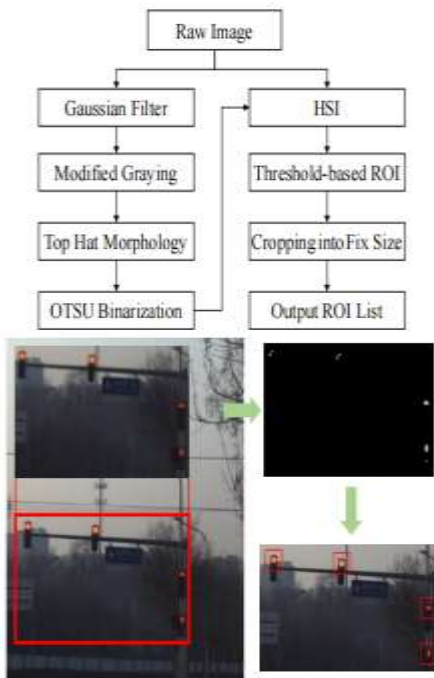 Raw Image
Gaussian Filter
HSI
Modified Graying
Threshold-based ROI
Top Hat Morphology
Cropping into Fix Size
OTSU Binarization
Output ROI List